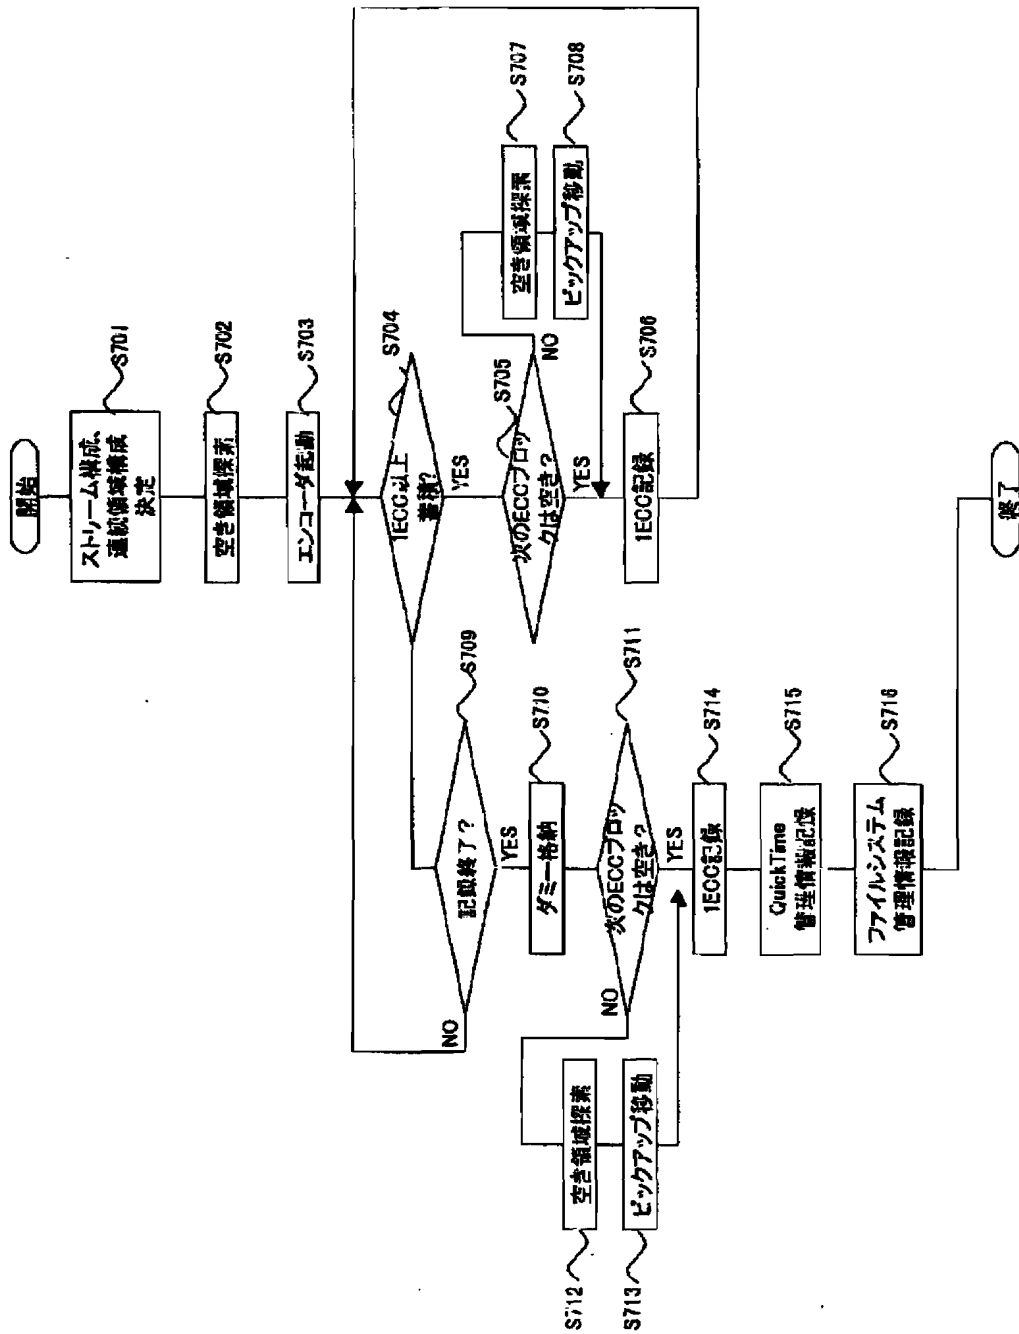 開始
ストリーム構成、
連続領域構成
決定
S701
空き領域探索
S702
エンコーダ起動
S703
1ECC以上
蓄積?
S704
YES
次のECCブロッ
クは空き?
S705
NO
YES
空き領域探索
S707
ピックアップ移動
S708
1ECC記録
S706
記録終了?
S709
NO
YES
ダミー格納
S710
次のECCブロッ
クは空き?
S711
NO
YES
空き領域探索
S712
ピックアップ移動
S713
1ECC記録
S714
QuickTime
管理情報記録
S715
ファイルシステム
管理情報記録
S716
終了